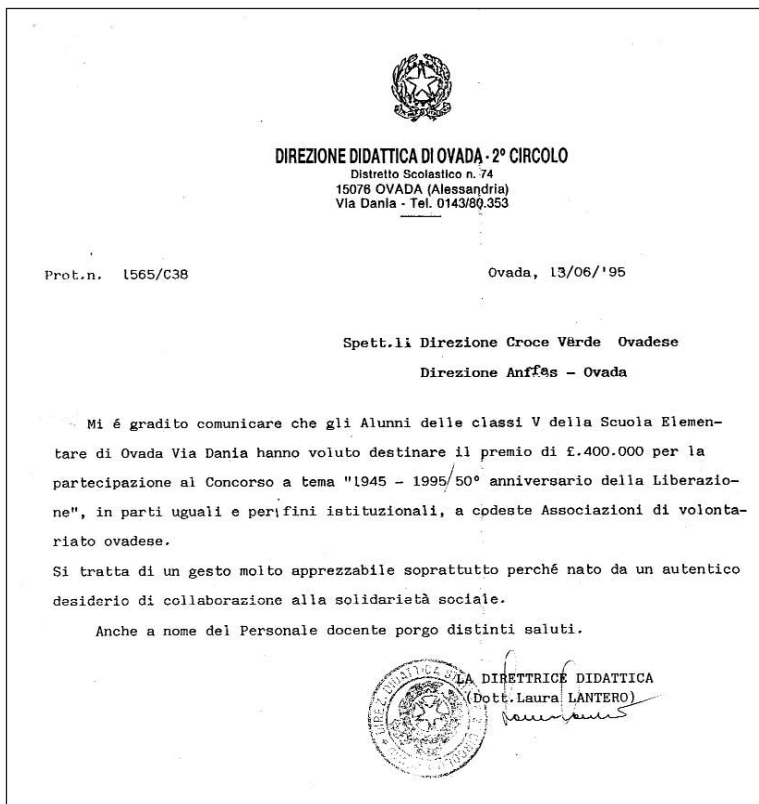 DIREZIONE DIDATTICA DI OVADA - 2º CIRCOLO
Distretto Scolastico n. 74
15076 OVADA (Alessandria)
Via Dania - Tel. 0143/80.353
Prot.n. 1565/C38
Ovada, 13/06/'95
Spett.li Direzione Croce Verde Ovadese
Direzione Anffas - Ovada
Mi é gradito comunicare che gli Alunni delle classi V della Scuola Elemen-
tare di Ovada Via Dania hanno voluto destinare il premio di £.400.000 per la
partecipazione al Concorso a tema "1945 - 1995/50° anniversario della Liberazio-
ne", in parti uguali e per fini istituzionali, a codeste Associazioni di volonta-
riato ovadese.
Si tratta di un gesto molto apprezzabile soprattutto perché nato da un autentico
desiderio di collaborazione alla solidarietà sociale.
Anche a nome del Personale docente porgo distinti saluti.
LA DIRETTRICE DIDATTICA
(Dott.Laura LANTERO)
DIREZ. DIDATTICA